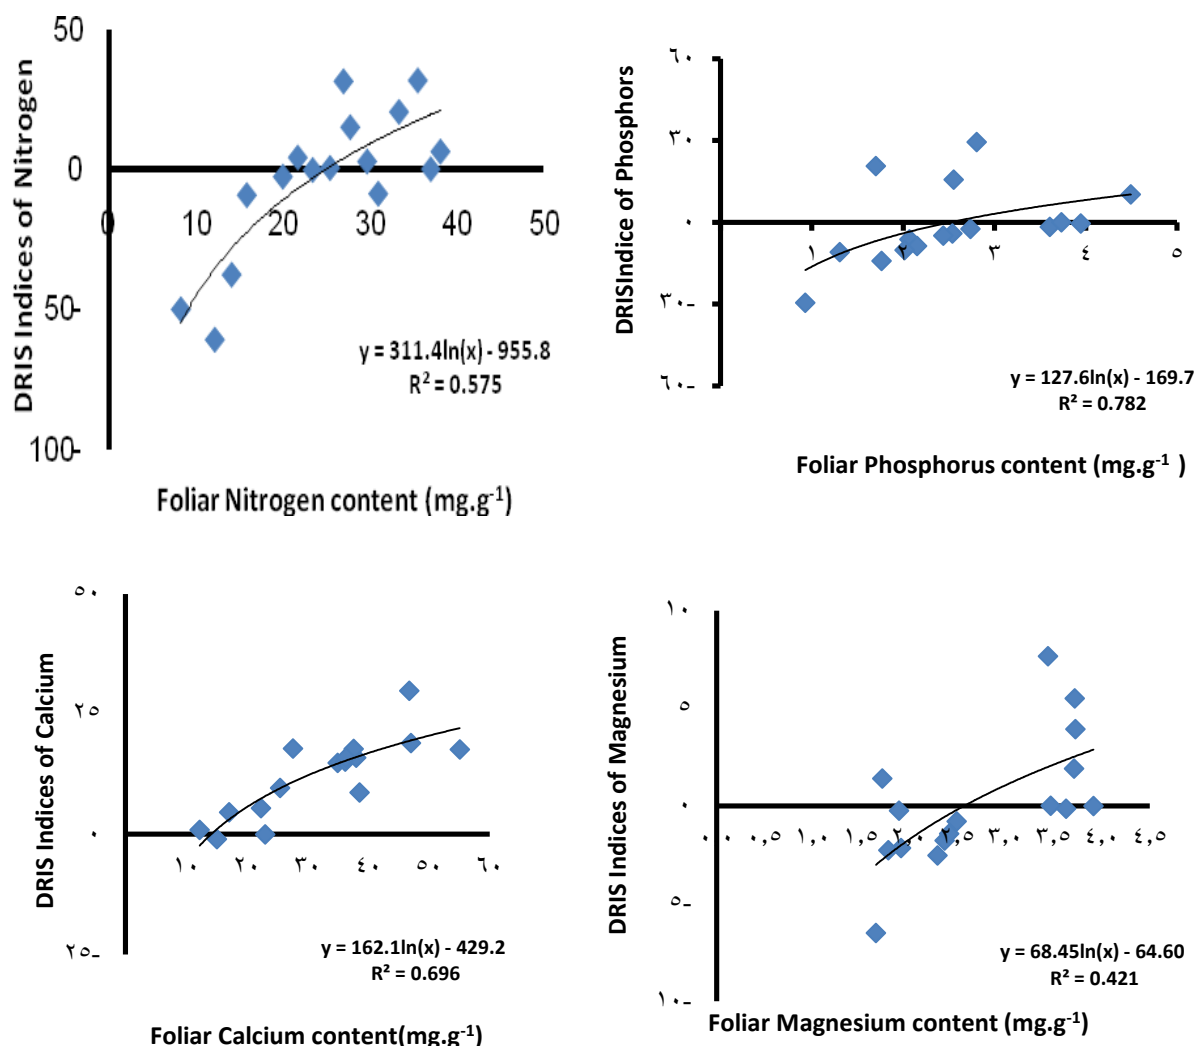 DRIS Indices of Nitrogen
50
0
50-
100-
0
10
20
30
40
50
y = 311.4ln(x) - 955.8
R² = 0.575
Foliar Nitrogen content (mg.g⁻¹)
DRISIndice of Phosphors
٦٠
٣٠
٠
٣٠-
٦٠-
١
٢
٣
٤
٥
y = 127.6ln(x) - 169.7
R² = 0.782
Foliar Phosphorus content (mg.g⁻¹ )
DRIS Indices of Calcium
٥٠
٢٥
٠
٢٥-
١٠
٢٠
٣٠
٤٠
٥٠
٦٠
y = 162.1ln(x) - 429.2
R² = 0.696
Foliar Calcium content(mg.g⁻¹)
DRIS Indices of Magnesium
١٠
٥
٠
٥-
١٠-
٠,٠
٠,٥
١,٠
١,٥
٢,٠
٢,٥
٣,٠
٣,٥
٤,٠
٤,٥
y = 68.45ln(x) - 64.60
R² = 0.421
Foliar Magnesium content (mg.g⁻¹)